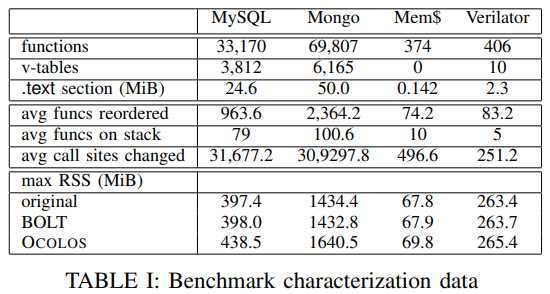 MySQL Mongo Mem$ Verilator
functions 33,170 69,807 374 406
v-tables 3,812 6,165 0 10
.text section (MiB) 24.6 50.0 0.142 2.3
avg funcs reordered 963.6 2,364.2 74.2 83.2
avg funcs on stack 79 100.6 10 5
avg call sites changed 31,677.2 30,9297.8 496.6 251.2
max RSS (MiB)
original 397.4 1434.4 67.8 263.4
BOLT 398.0 1432.8 67.9 263.7
OCOLOS 438.5 1640.5 69.8 265.4
TABLE I: Benchmark characterization data